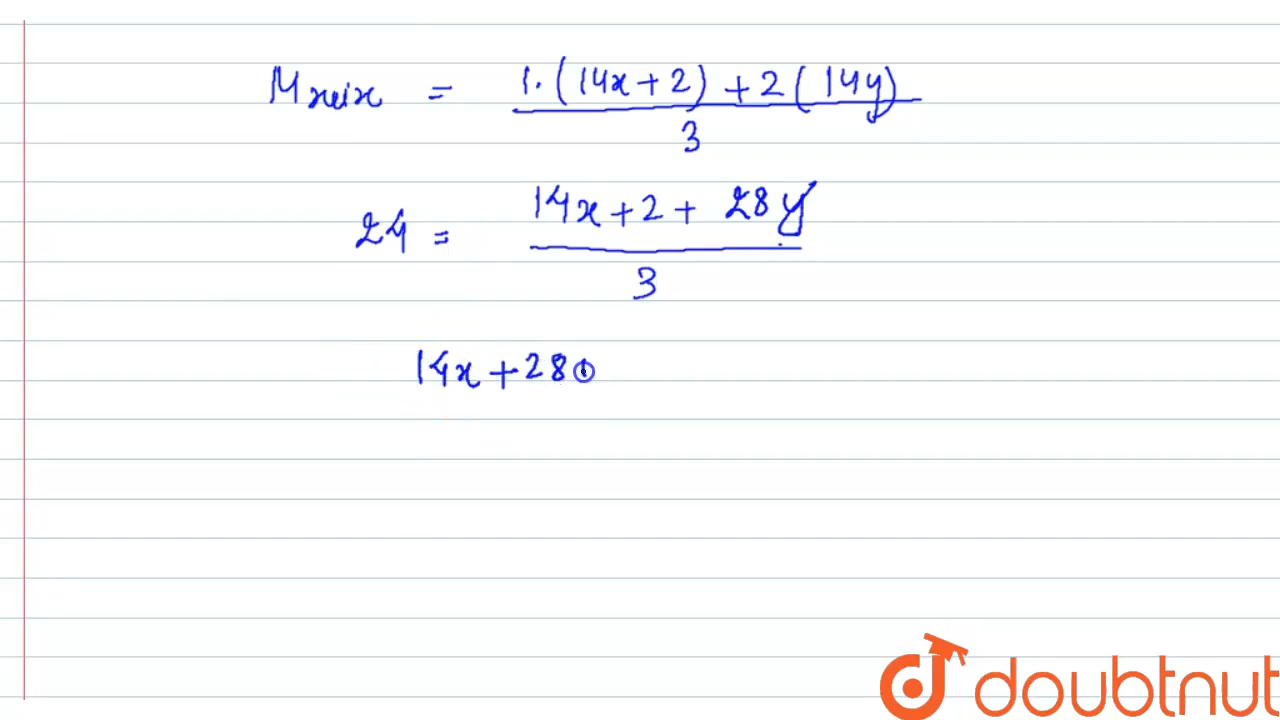 Mmix = 1.(14x+2) + 2(14y) / 3
24 = 14x+2+ 28y / 3
14x+28
doubtnut